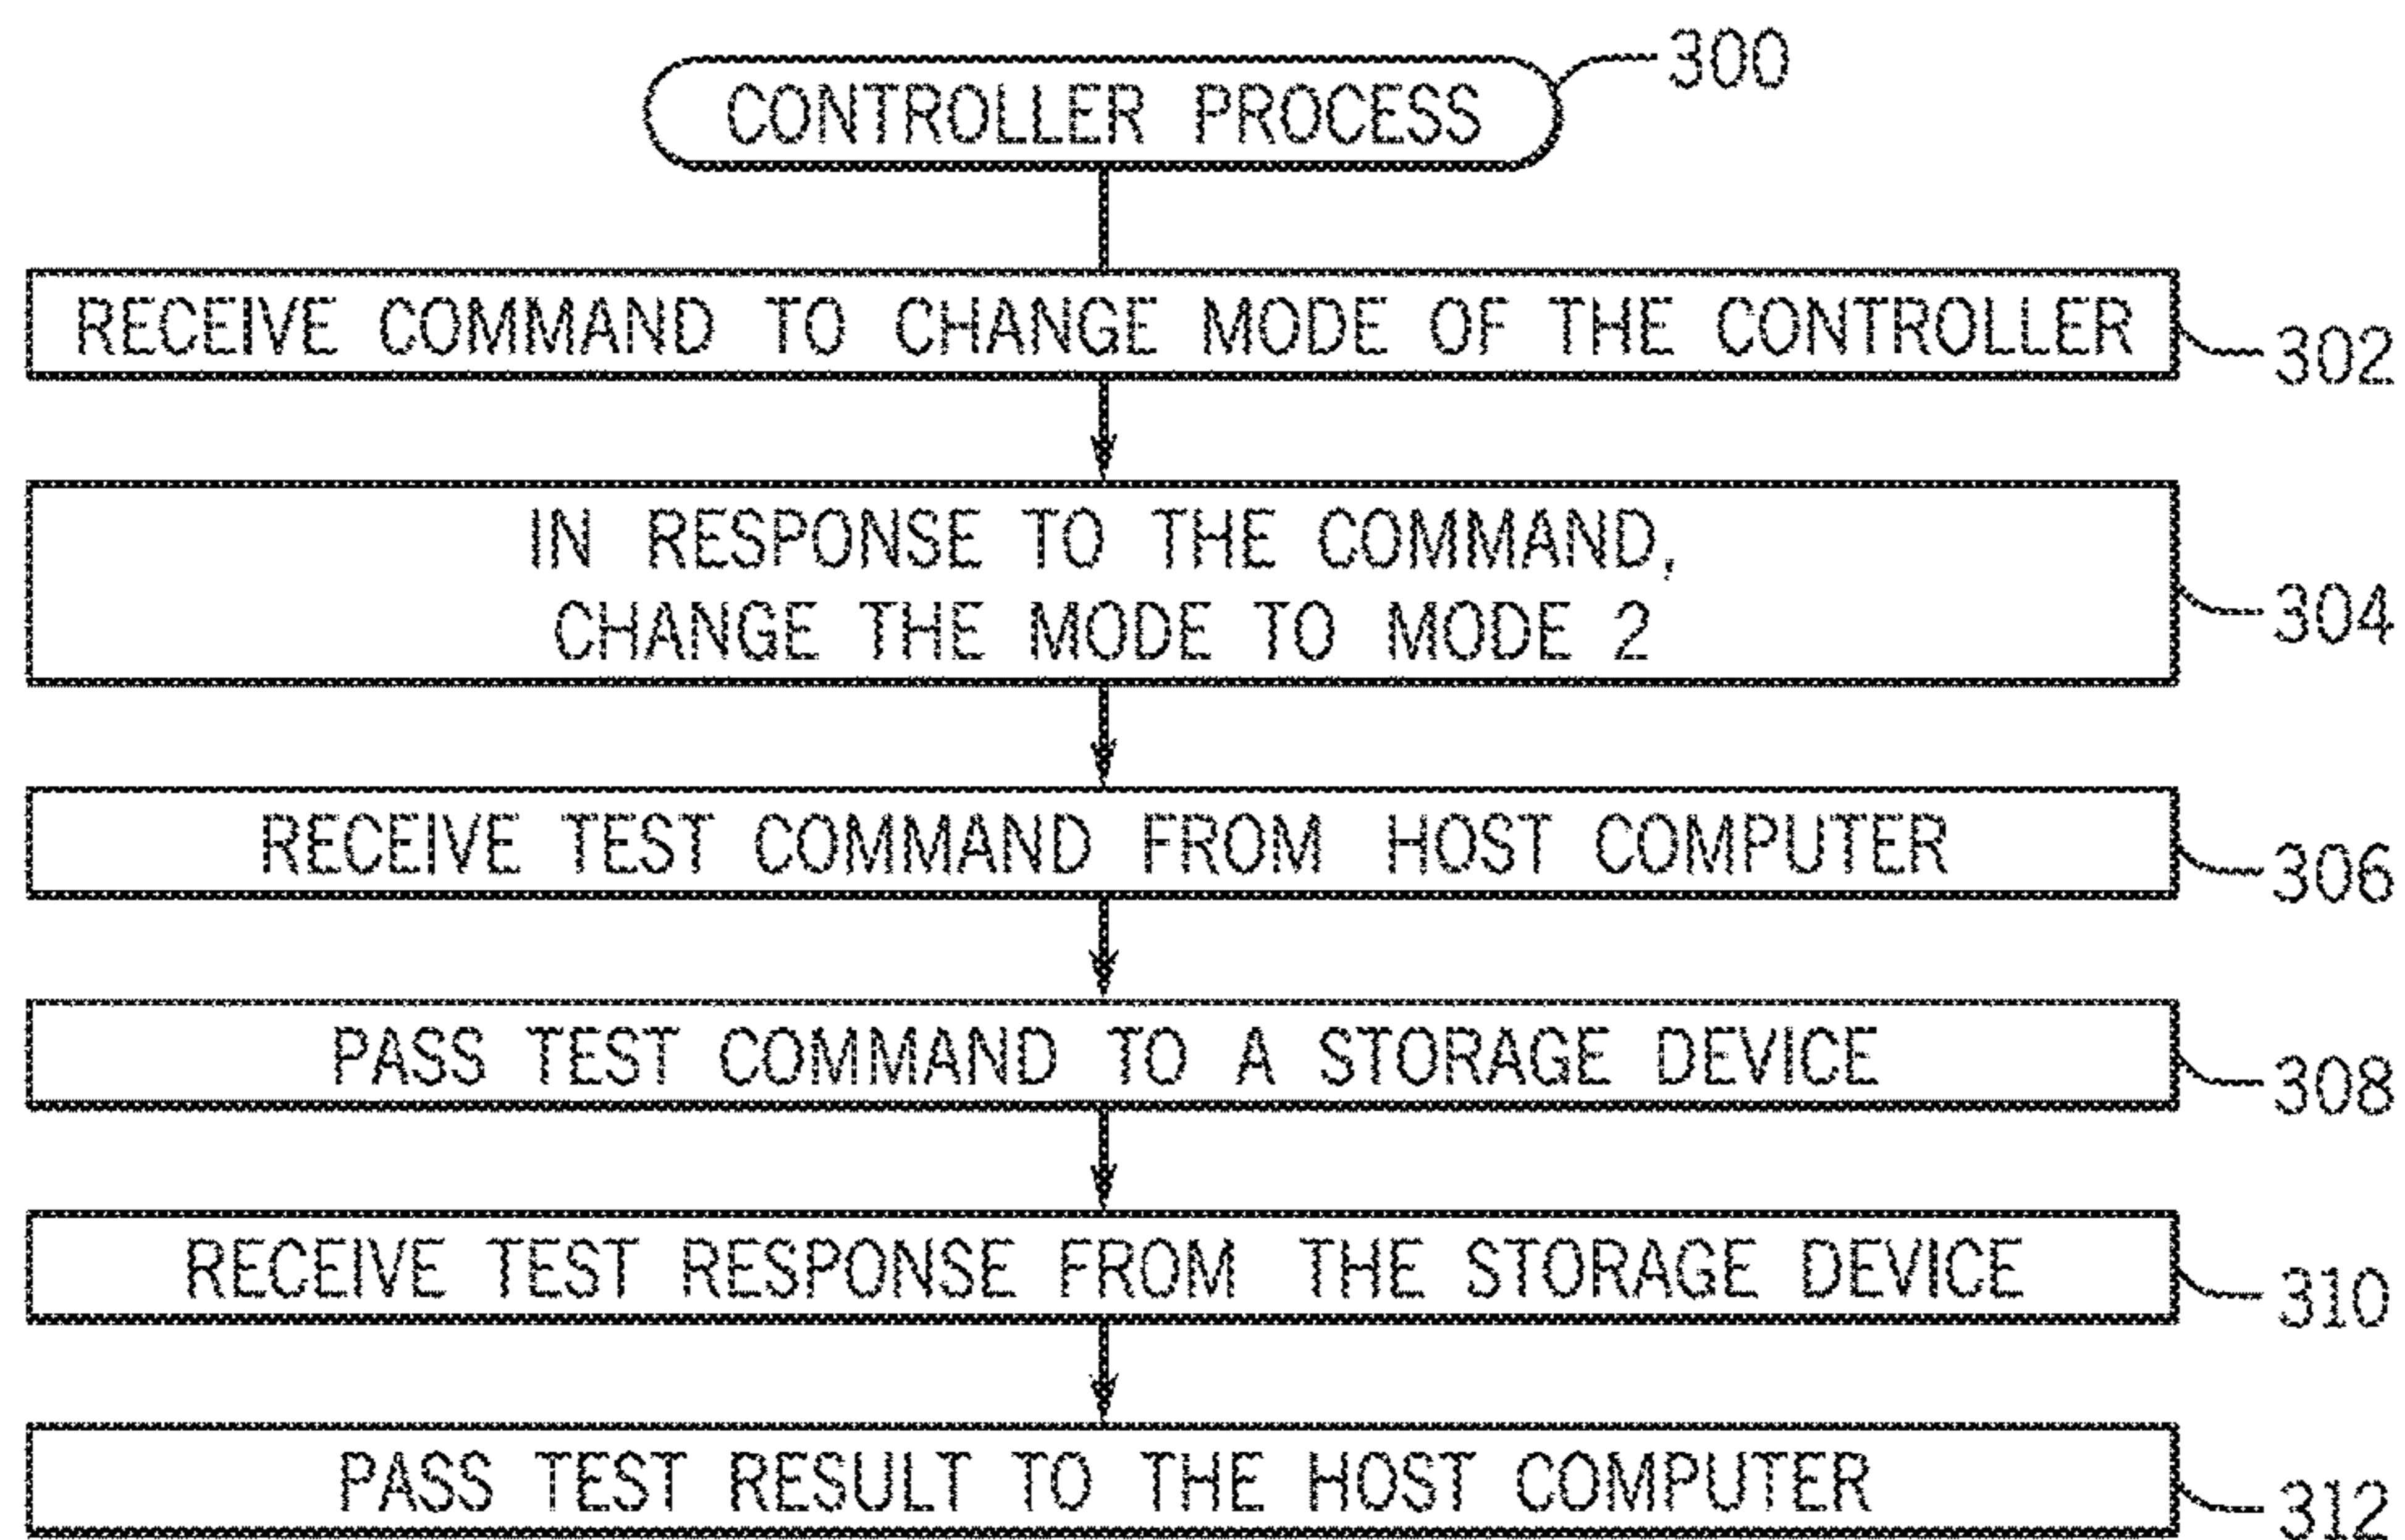 CONTROLLER PROCESS
300
RECEIVE COMMAND TO CHANGE MODE OF THE CONTROLLER
302
IN RESPONSE TO THE COMMAND,
CHANGE THE MODE TO MODE 2
304
RECEIVE TEST COMMAND FROM HOST COMPUTER
306
PASS TEST COMMAND TO A STORAGE DEVICE
308
RECEIVE TEST RESPONSE FROM THE STORAGE DEVICE
310
PASS TEST RESULT TO THE HOST COMPUTER
312